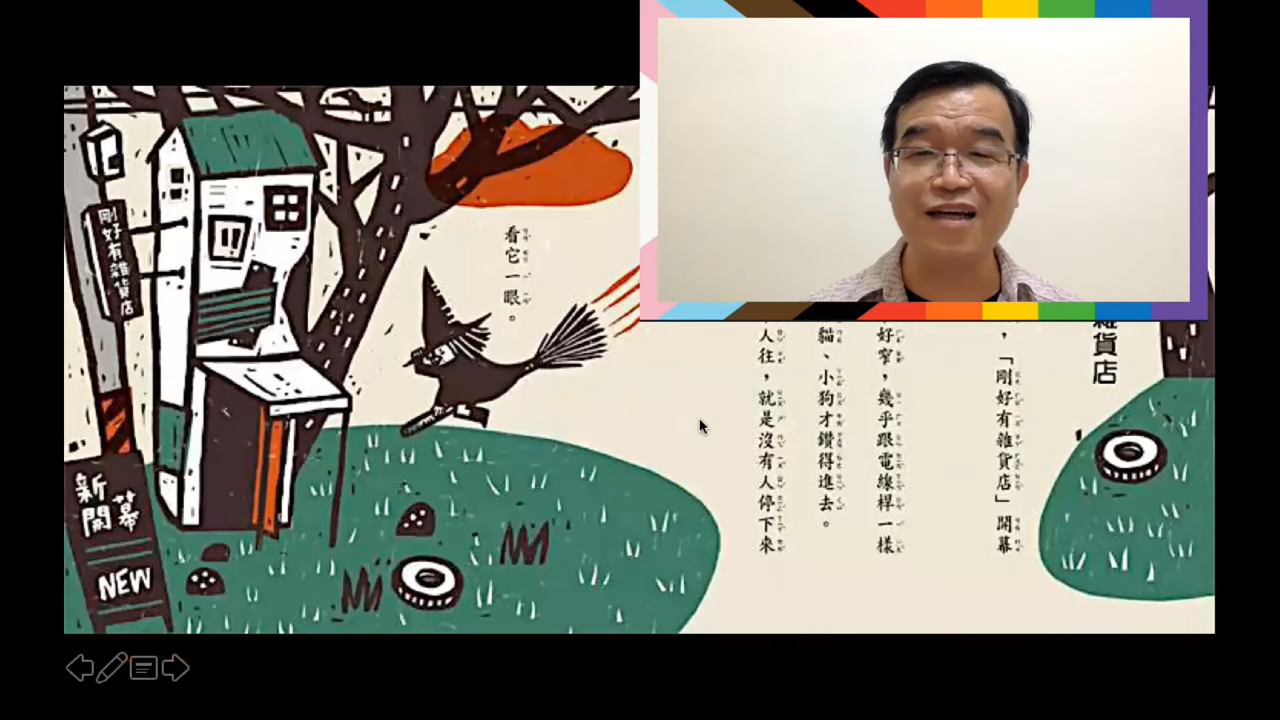 雜貨店
，「剛好有雜貨店」開幕
好窄，幾乎跟電線桿一樣
貓、小狗才鑽得進去。
人往，就是沒有人停下來
看它一眼。
剛好有雜貨店
新開幕
NEW